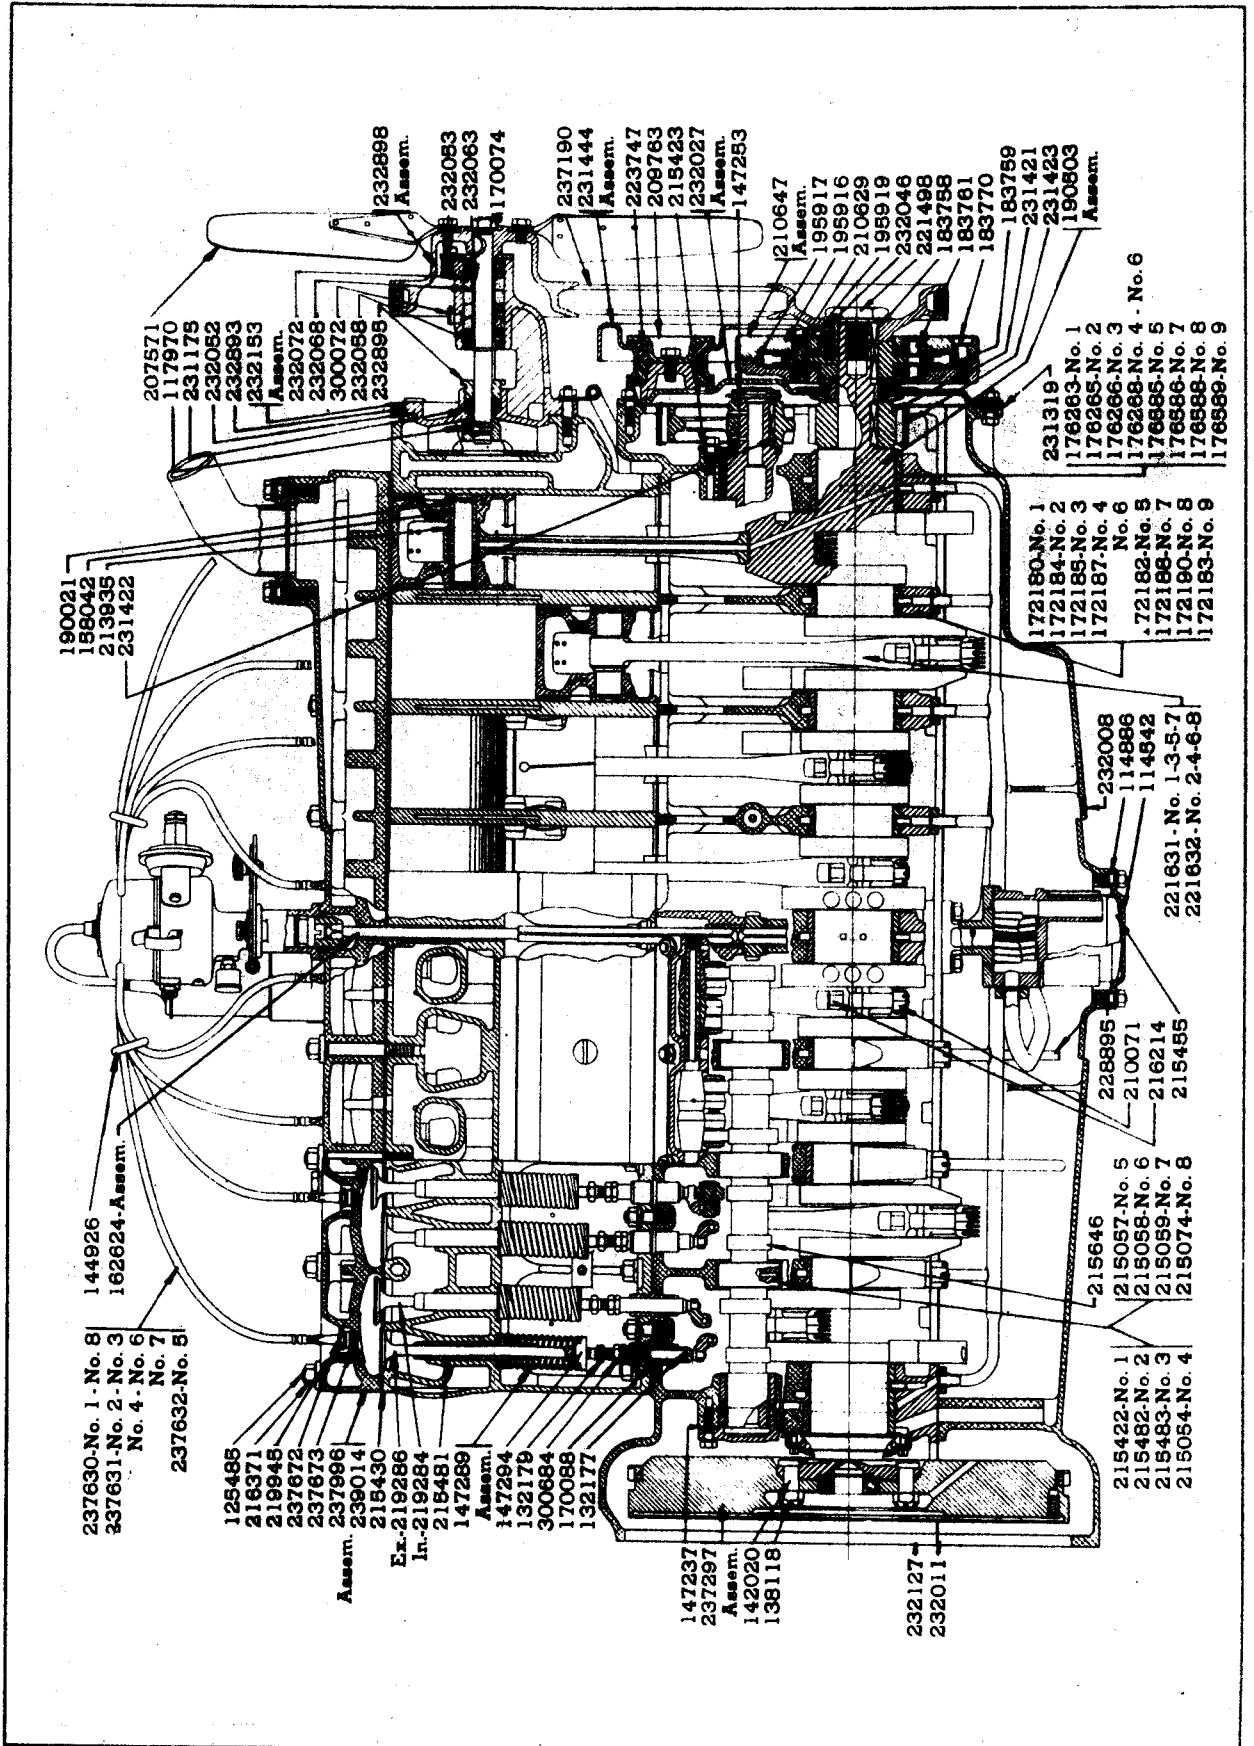 237630-No. 1 - No. 8
237631-No. 2 - No. 3
No. 4 - No. 6
No. 7
237632-No. 5
144926
162624-Assem.
190021
158042
213935
231422
207571
117970
231175
232052
232893
232153
Assem.
232072
232068
300072
232058
232895
232898
Assem.
232053
232063
170074
237190
231444
Assem.
223747
209763
215423
232027
Assem.
147253
210647
Assem.
195917
195916
210629
195919
232046
221498
183758
183761
183770
183759
231421
231423
190503
Assem.
125485
216371
219945
237672
237673
237996
Assem.
239014
215430
Ex.-219286
In.-219284
215481
147289
Assem.
147294
132179
300684
170088
132177
147237
237297
Assem.
142020
138118
232127
232011
231319
176263-No. 1
176265-No. 2
176266-No. 3
176268-No. 4 - No. 6
176585-No. 5
176586-No. 7
176588-No. 8
176589-No. 9
172180-No. 1
172184-No. 2
172185-No. 3
172187-No. 4
No. 6
172182-No. 5
172188-No. 7
172190-No. 8
172183-No. 9
232008
114886
114542
221631-No. 1-3-5-7
221632-No. 2-4-6-8
228895
210071
216214
215455
215646
215057-No. 5
215058-No. 6
215059-No. 7
215074-No. 8
215422-No. 1
215482-No. 2
215483-No. 3
215054-No. 4